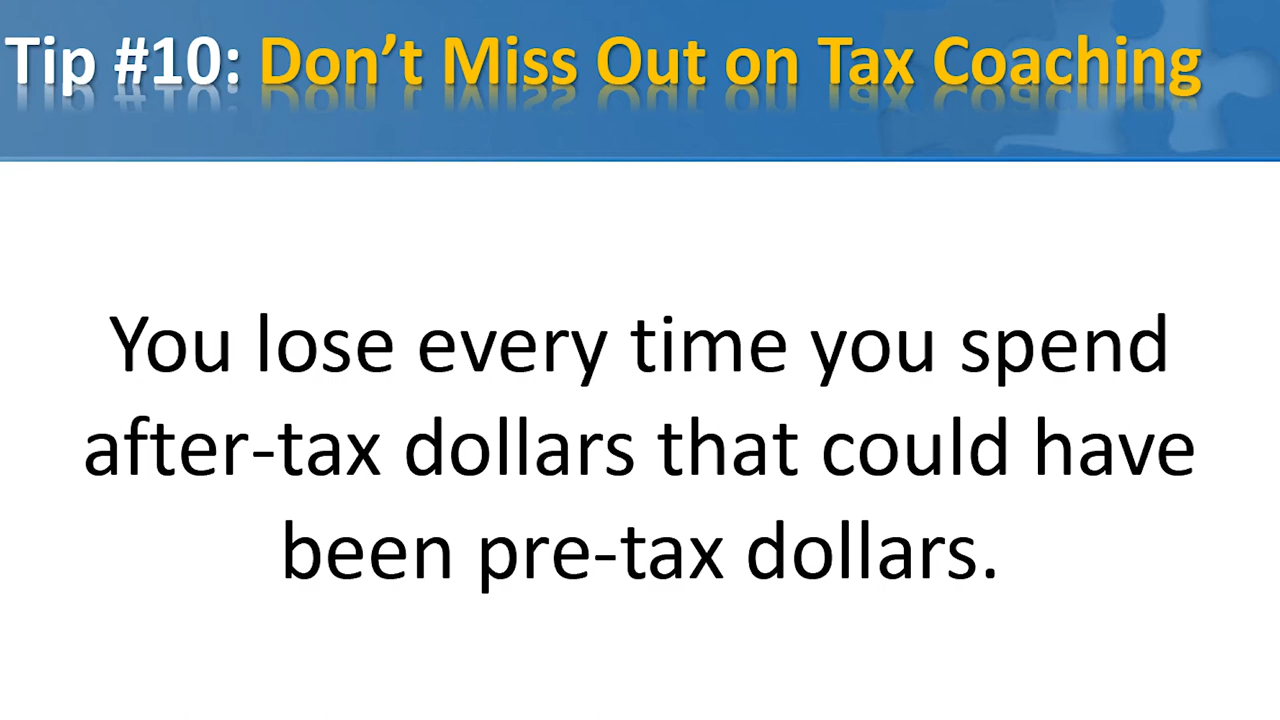 Tip #10: Don’t Miss Out on Tax Coaching
You lose every time you spend
after-tax dollars that could have
been pre-tax dollars.